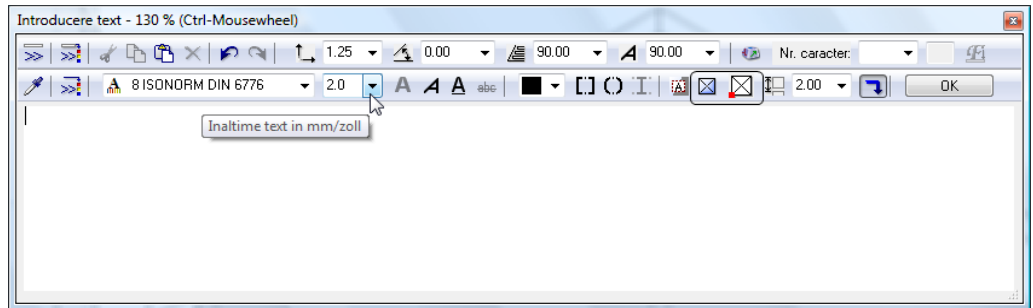 Introducere text - 130 % (Ctrl-Mousewheel)
1.25 0.00 90.00 A 90.00 Nr. caracter:
A 8 ISONORM DIN 6776 2.0 A A A abc A 2.00 OK
Inaltime text in mm/zoll